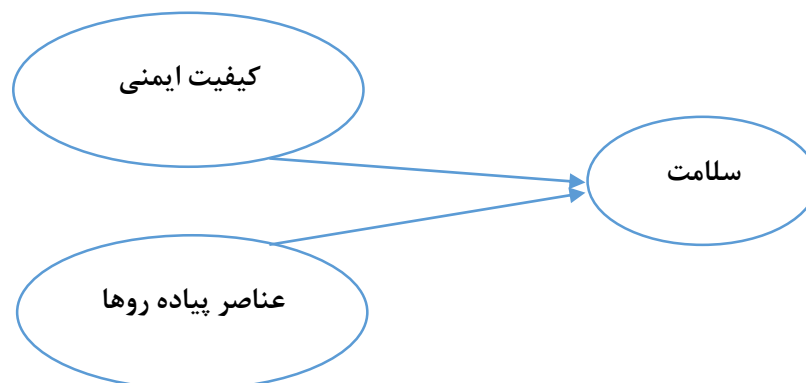 کیفیت ایمنی
سلامت
عناصر پیاده روها